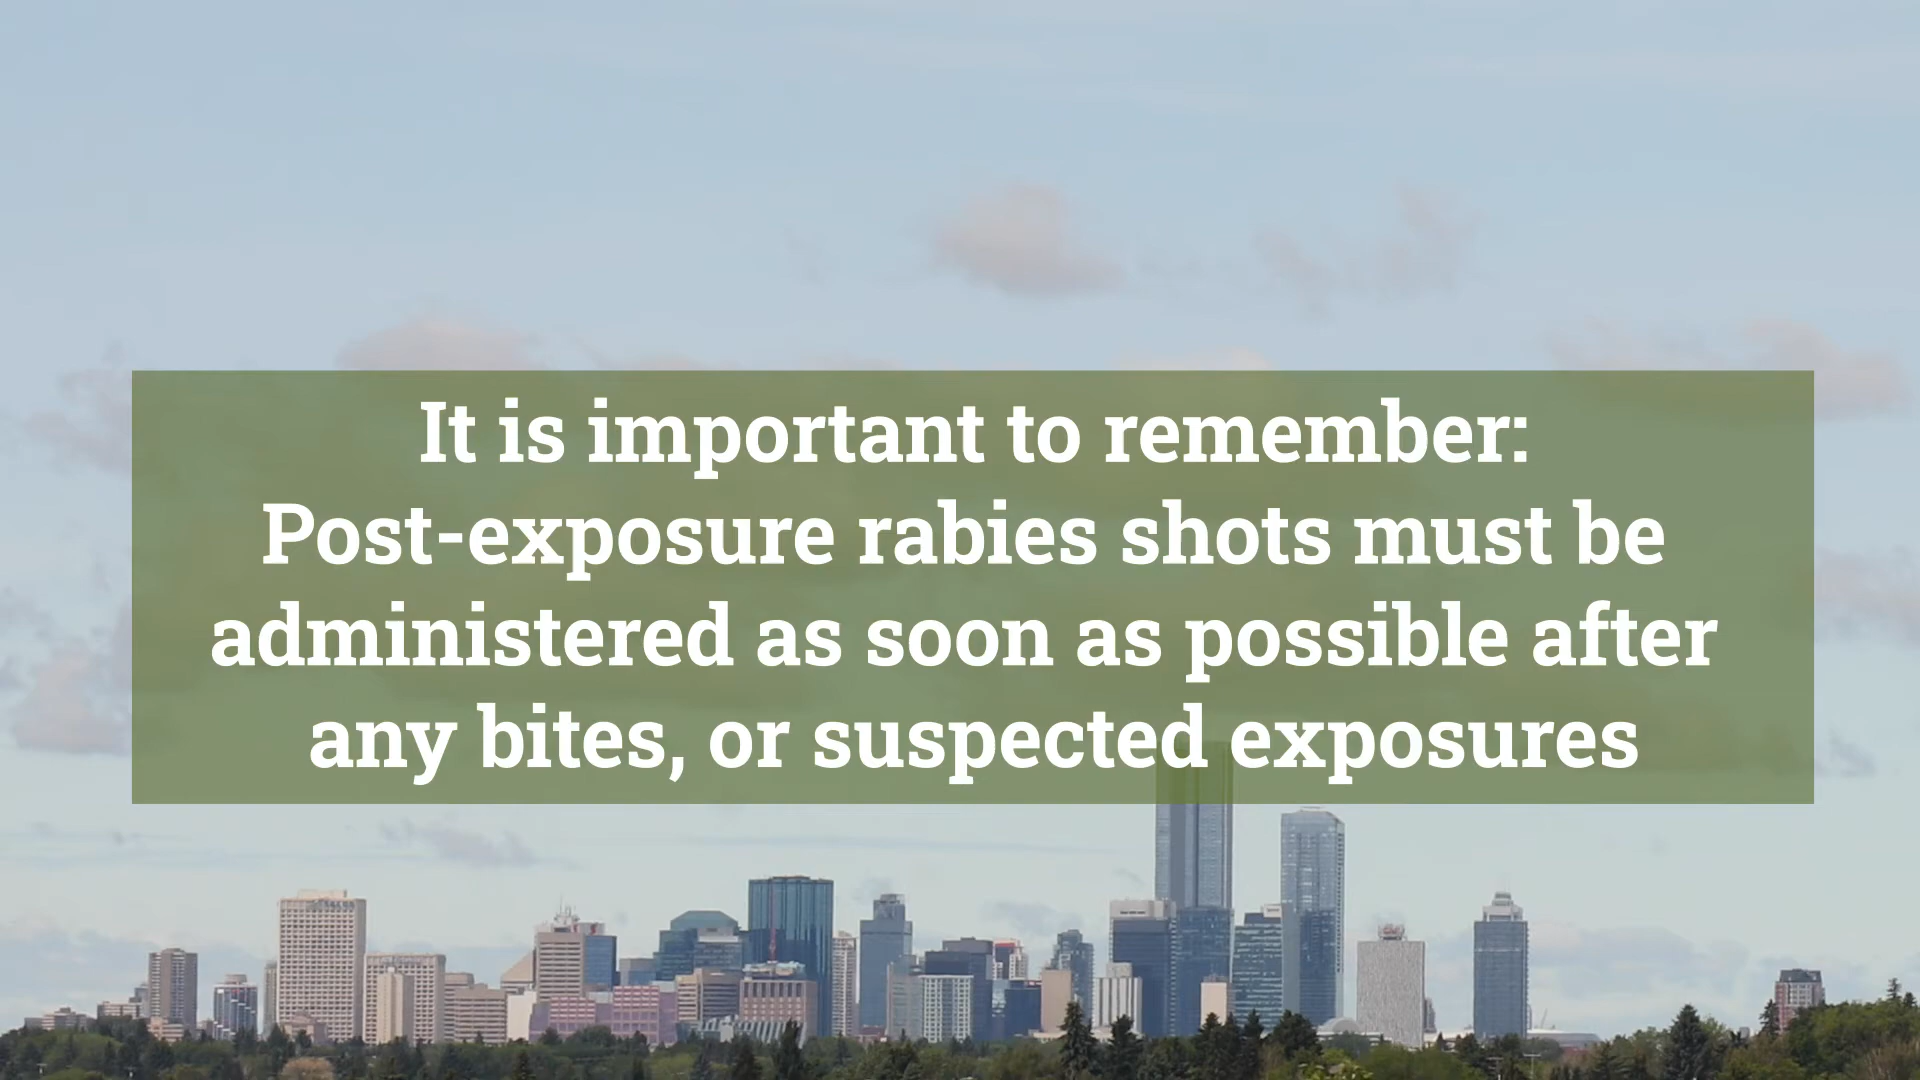 It is important to remember:
Post-exposure rabies shots must be
administered as soon as possible after
any bites, or suspected exposures